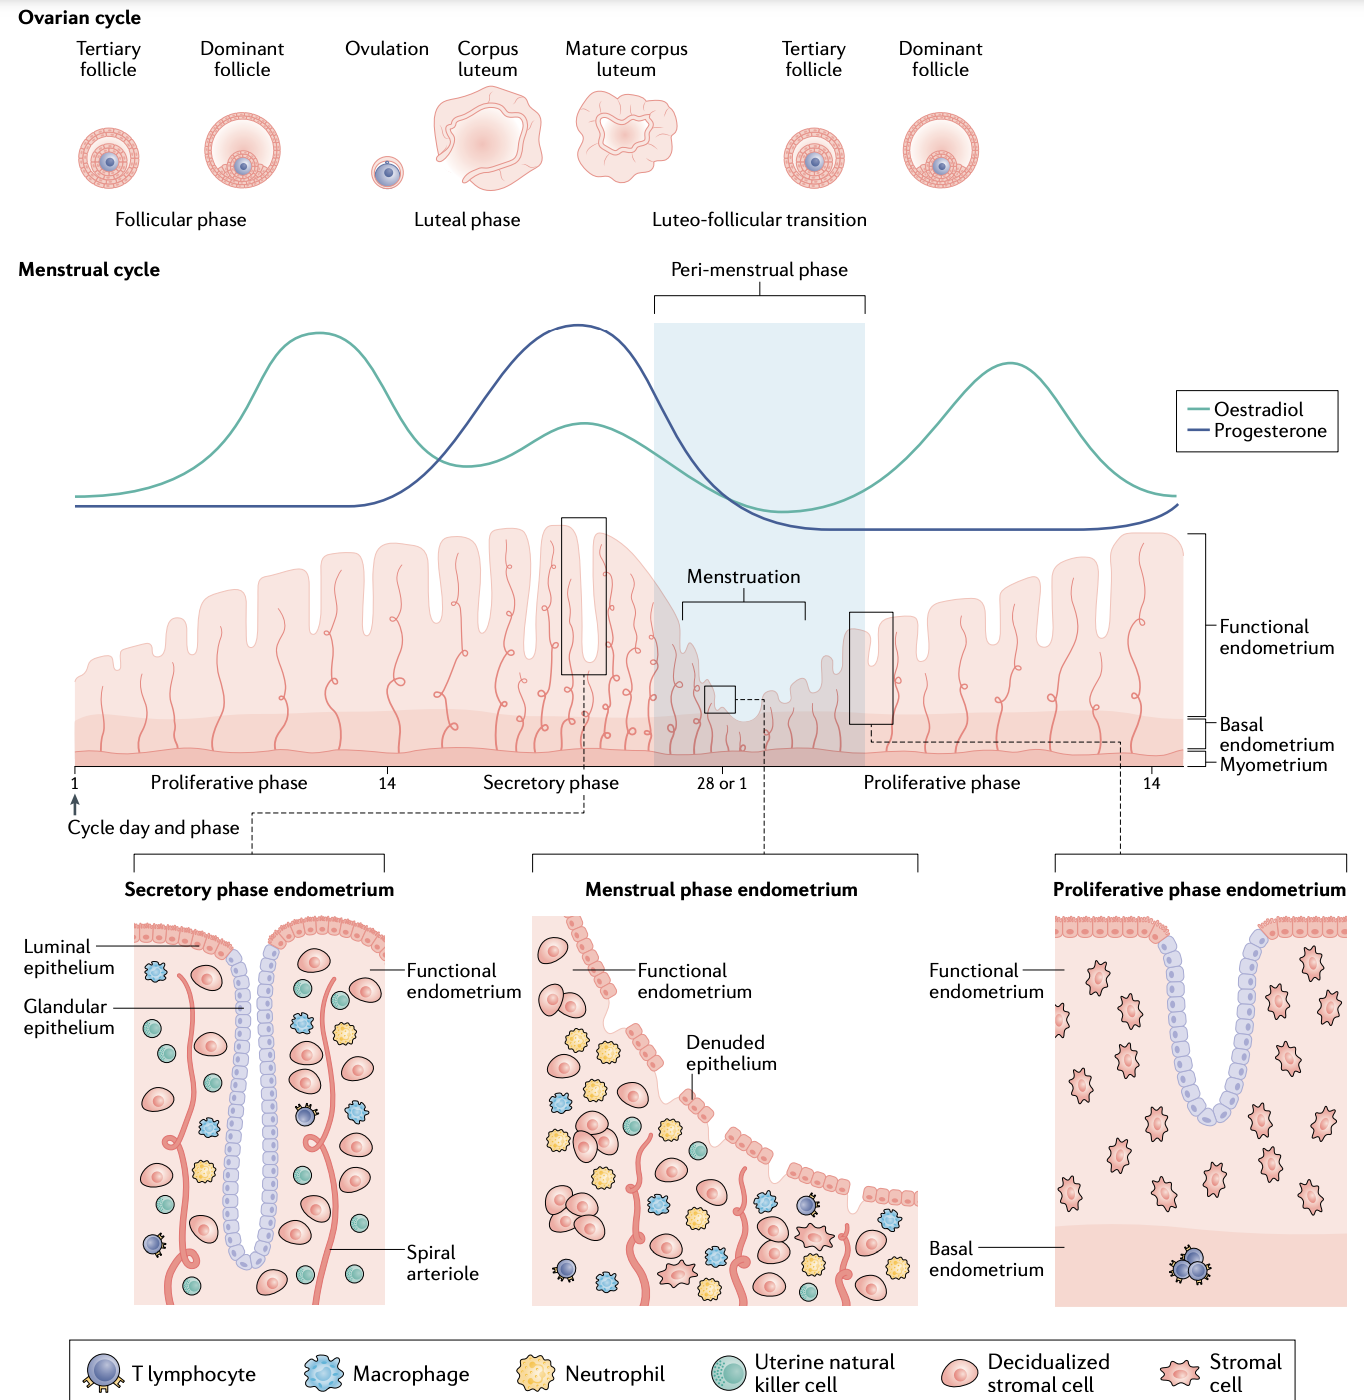 Ovarian cycle
Tertiary
follicle
Dominant
follicle
Ovulation
Corpus
luteum
Mature corpus
luteum
Tertiary
follicle
Dominant
follicle
Follicular phase
Luteal phase
Luteo-follicular transition
Menstrual cycle
Peri-menstrual phase
Oestradiol
Progesterone
Menstruation
Functional
endometrium
Basal
endometrium
Myometrium
1
Proliferative phase
14
Secretory phase
28 or 1
Proliferative phase
14
Cycle day and phase
Secretory phase endometrium
Menstrual phase endometrium
Proliferative phase endometrium
Luminal
epithelium
Glandular
epithelium
Functional
endometrium
Spiral
arteriole
Functional
endometrium
Denuded
epithelium
Functional
endometrium
Basal
endometrium
T lymphocyte
Macrophage
Neutrophil
Uterine natural
killer cell
Decidualized
stromal cell
Stromal
cell